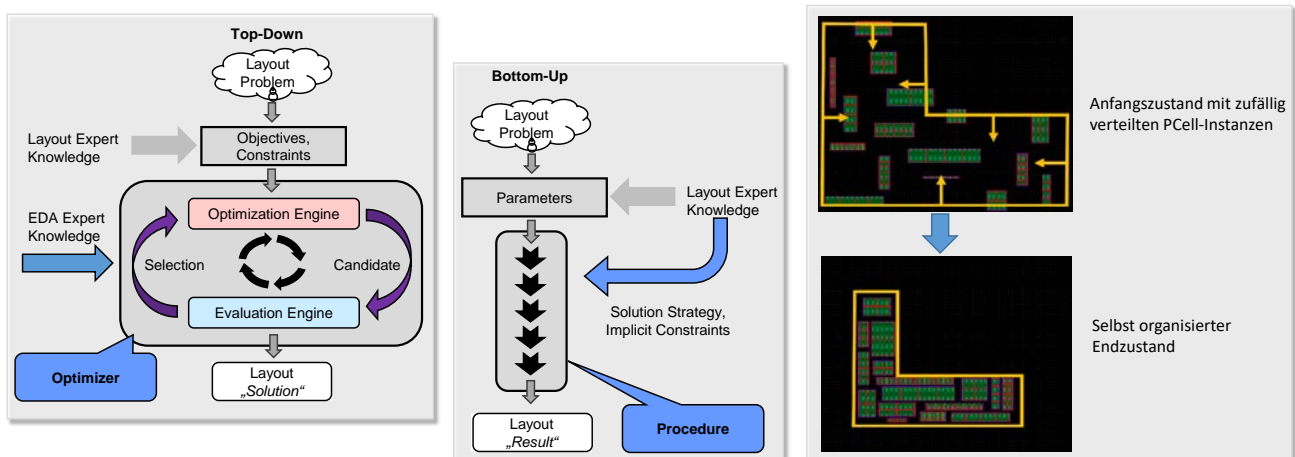 Top-Down
Layout
Problem
Layout Expert
Knowledge
Objectives,
Constraints
EDA Expert
Knowledge
Optimization Engine
Selection
Candidate
Evaluation Engine
Optimizer
Layout
„Solution“
Bottom-Up
Layout
Problem
Parameters
Layout Expert
Knowledge
Solution Strategy,
Implicit Constraints
Layout
„Result“
Procedure
Anfangszustand mit zufällig
verteilten PCell-Instanzen
Selbst organisierter
Endzustand